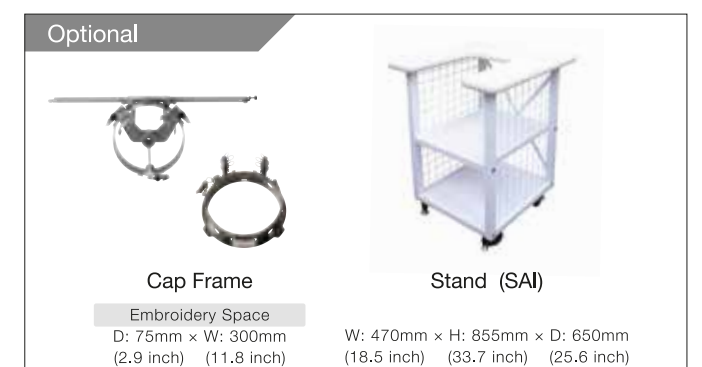 Optional
Cap Frame
Embroidery Space
D: 75mm × W: 300mm
(2.9 inch) (11.8 inch)
Stand (SAI)
W: 470mm × H: 855mm × D: 650mm
(18.5 inch) (33.7 inch) (25.6 inch)